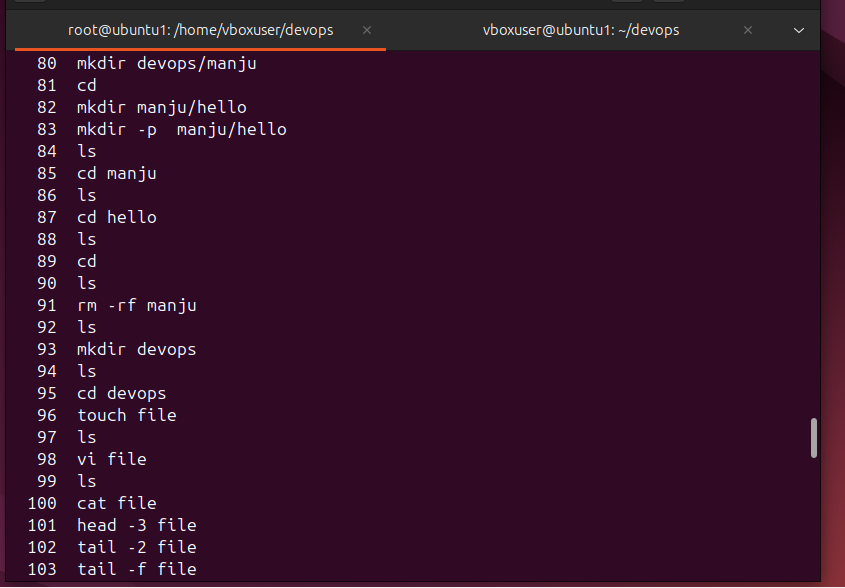 root@ubuntu1: /home/vboxuser/devops × vboxuser@ubuntu1: ~/devops ×
80 mkdir devops/manju
81 cd
82 mkdir manju/hello
83 mkdir -p  manju/hello
84 ls
85 cd manju
86 ls
87 cd hello
88 ls
89 cd
90 ls
91 rm -rf manju
92 ls
93 mkdir devops
94 ls
95 cd devops
96 touch file
97 ls
98 vi file
99 ls
100 cat file
101 head -3 file
102 tail -2 file
103 tail -f file